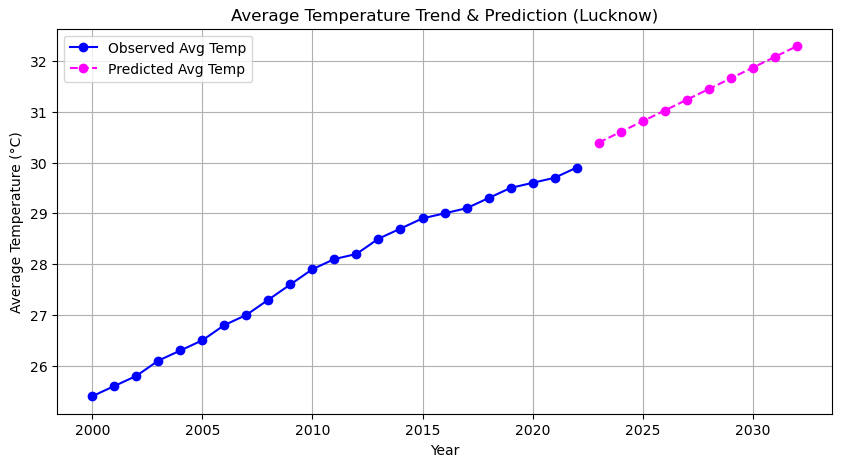 Average Temperature Trend & Prediction (Lucknow)
Observed Avg Temp
Predicted Avg Temp
Average Temperature (°C)
32
31
30
29
28
27
26
2000 2005 2010 2015 2020 2025 2030
Year